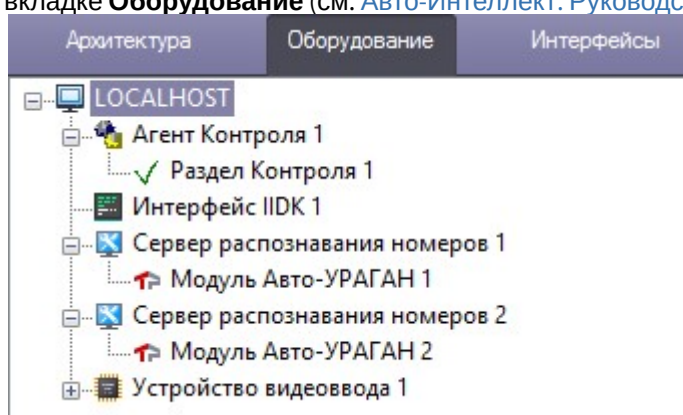 вкладке Оборудование (см. Авто-Интеллект. Руководс
Архитектура Оборудование Интерфейсы
LOCALHOST
Агент Контроля 1
Раздел Контроля 1
Интерфейс IIDK 1
Сервер распознавания номеров 1
Модуль Авто-УРАГАН 1
Сервер распознавания номеров 2
Модуль Авто-УРАГАН 2
Устройство видеоввода 1